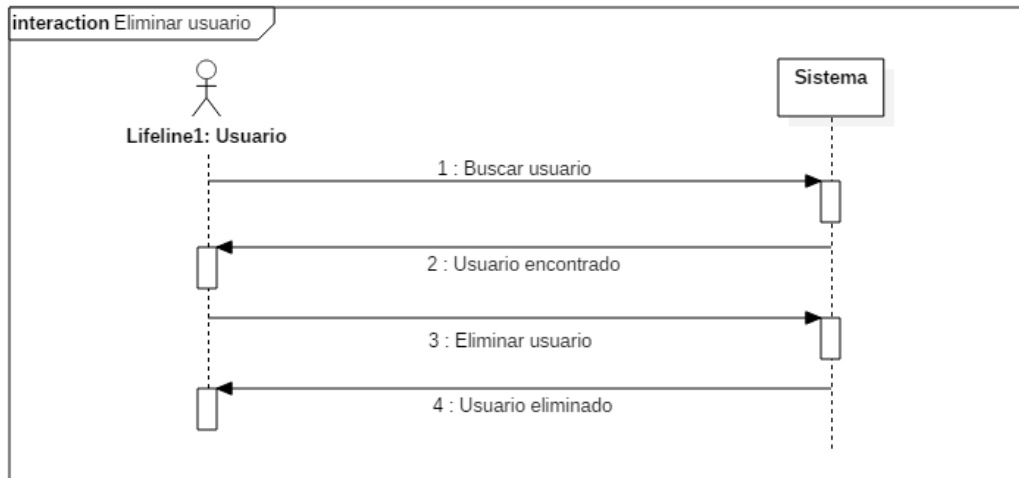 interaction Eliminar usuario
Sistema
Lifeline1: Usuario
1 : Buscar usuario
2 : Usuario encontrado
3 : Eliminar usuario
4 : Usuario eliminado